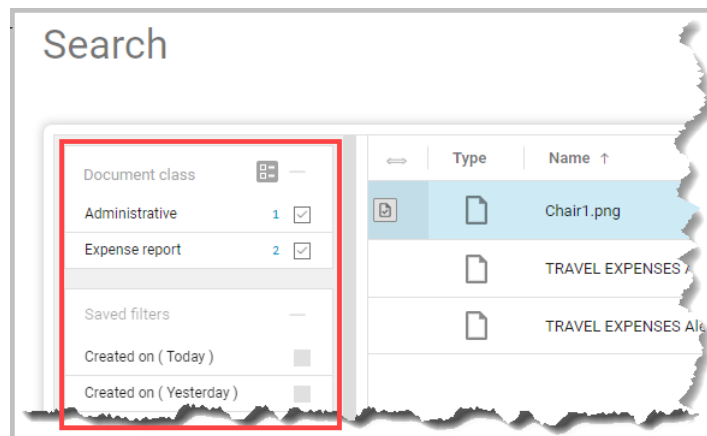 Search
Document class
Administrative 1
Expense report 2
Saved filters
Created on ( Today )
Created on ( Yesterday )
Type Name ↑
Chair1.png
TRAVEL EXPENSES
TRAVEL EXPENSES Ale